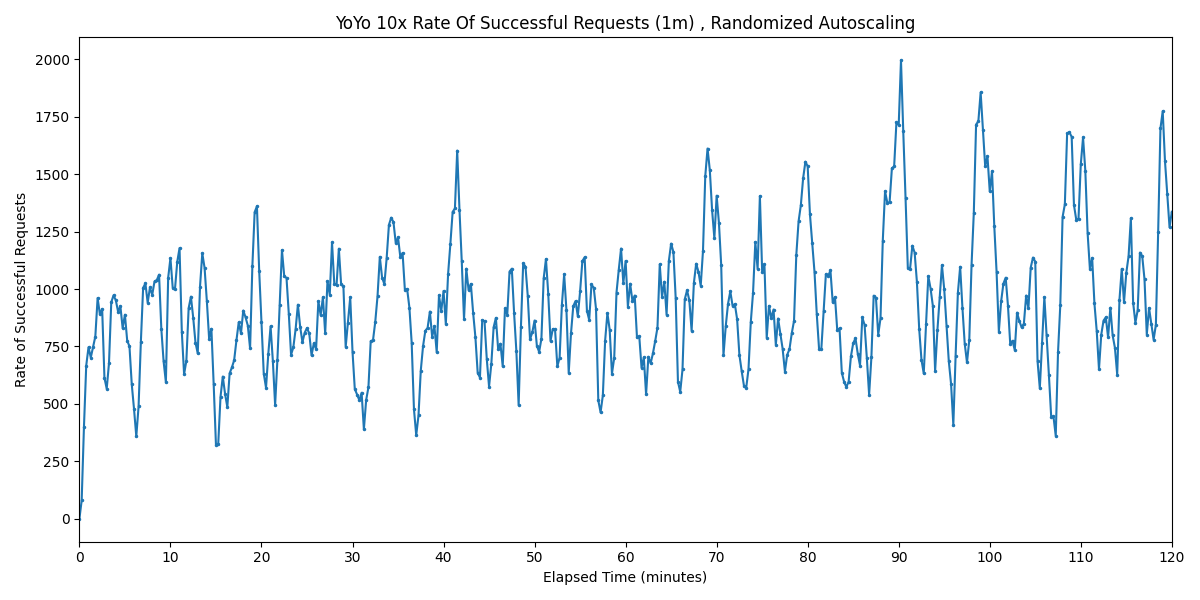 YoYo 10x Rate Of Successful Requests (1m) , Randomized Autoscaling
Rate of Successful Requests
2000
1750
1500
1250
1000
750
500
250
0
0 10 20 30 40 50 60 70 80 90 100 110 120
Elapsed Time (minutes)